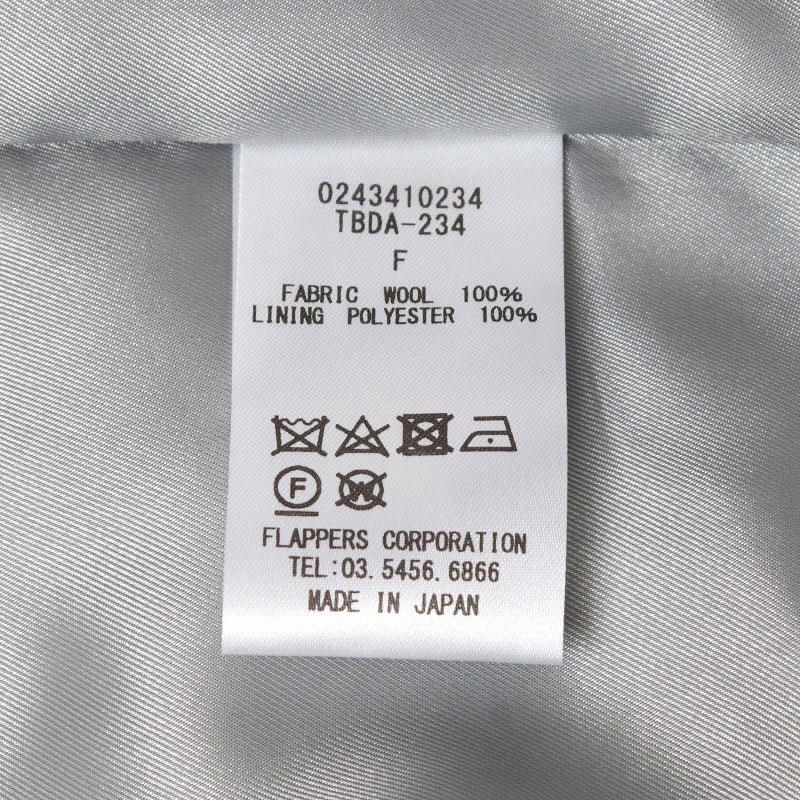 0243410234
TBDA-234
F
FABRIC WOOL 100%
LINING POLYESTER 100%
F W
FLAPPERS CORPORATION
TEL:03.5456.6866
MADE IN JAPAN